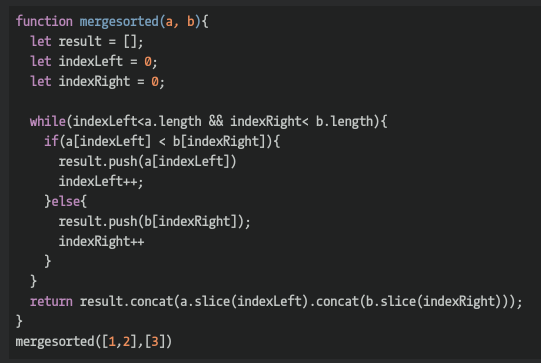 function mergesorted(a, b){
  let result = [];
  let indexLeft = 0;
  let indexRight = 0;

  while(indexLeft<a.length && indexRight< b.length){
    if(a[indexLeft] < b[indexRight]){
      result.push(a[indexLeft])
      indexLeft++;
    }else{
      result.push(b[indexRight]);
      indexRight++
    }
  }
  return result.concat(a.slice(indexLeft).concat(b.slice(indexRight)));
}
mergesorted([1,2],[3])